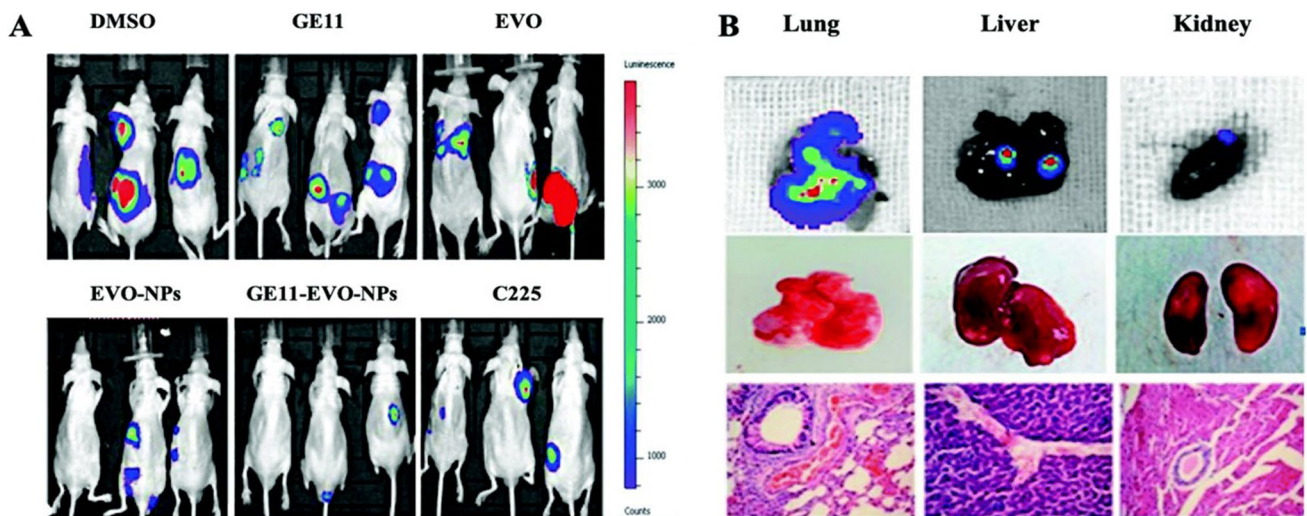 A
DMSO GE11 EVO
Luminescence
3000
2000
1000
Counts
EVO-NPs GE11-EVO-NPs C225
B
Lung Liver Kidney